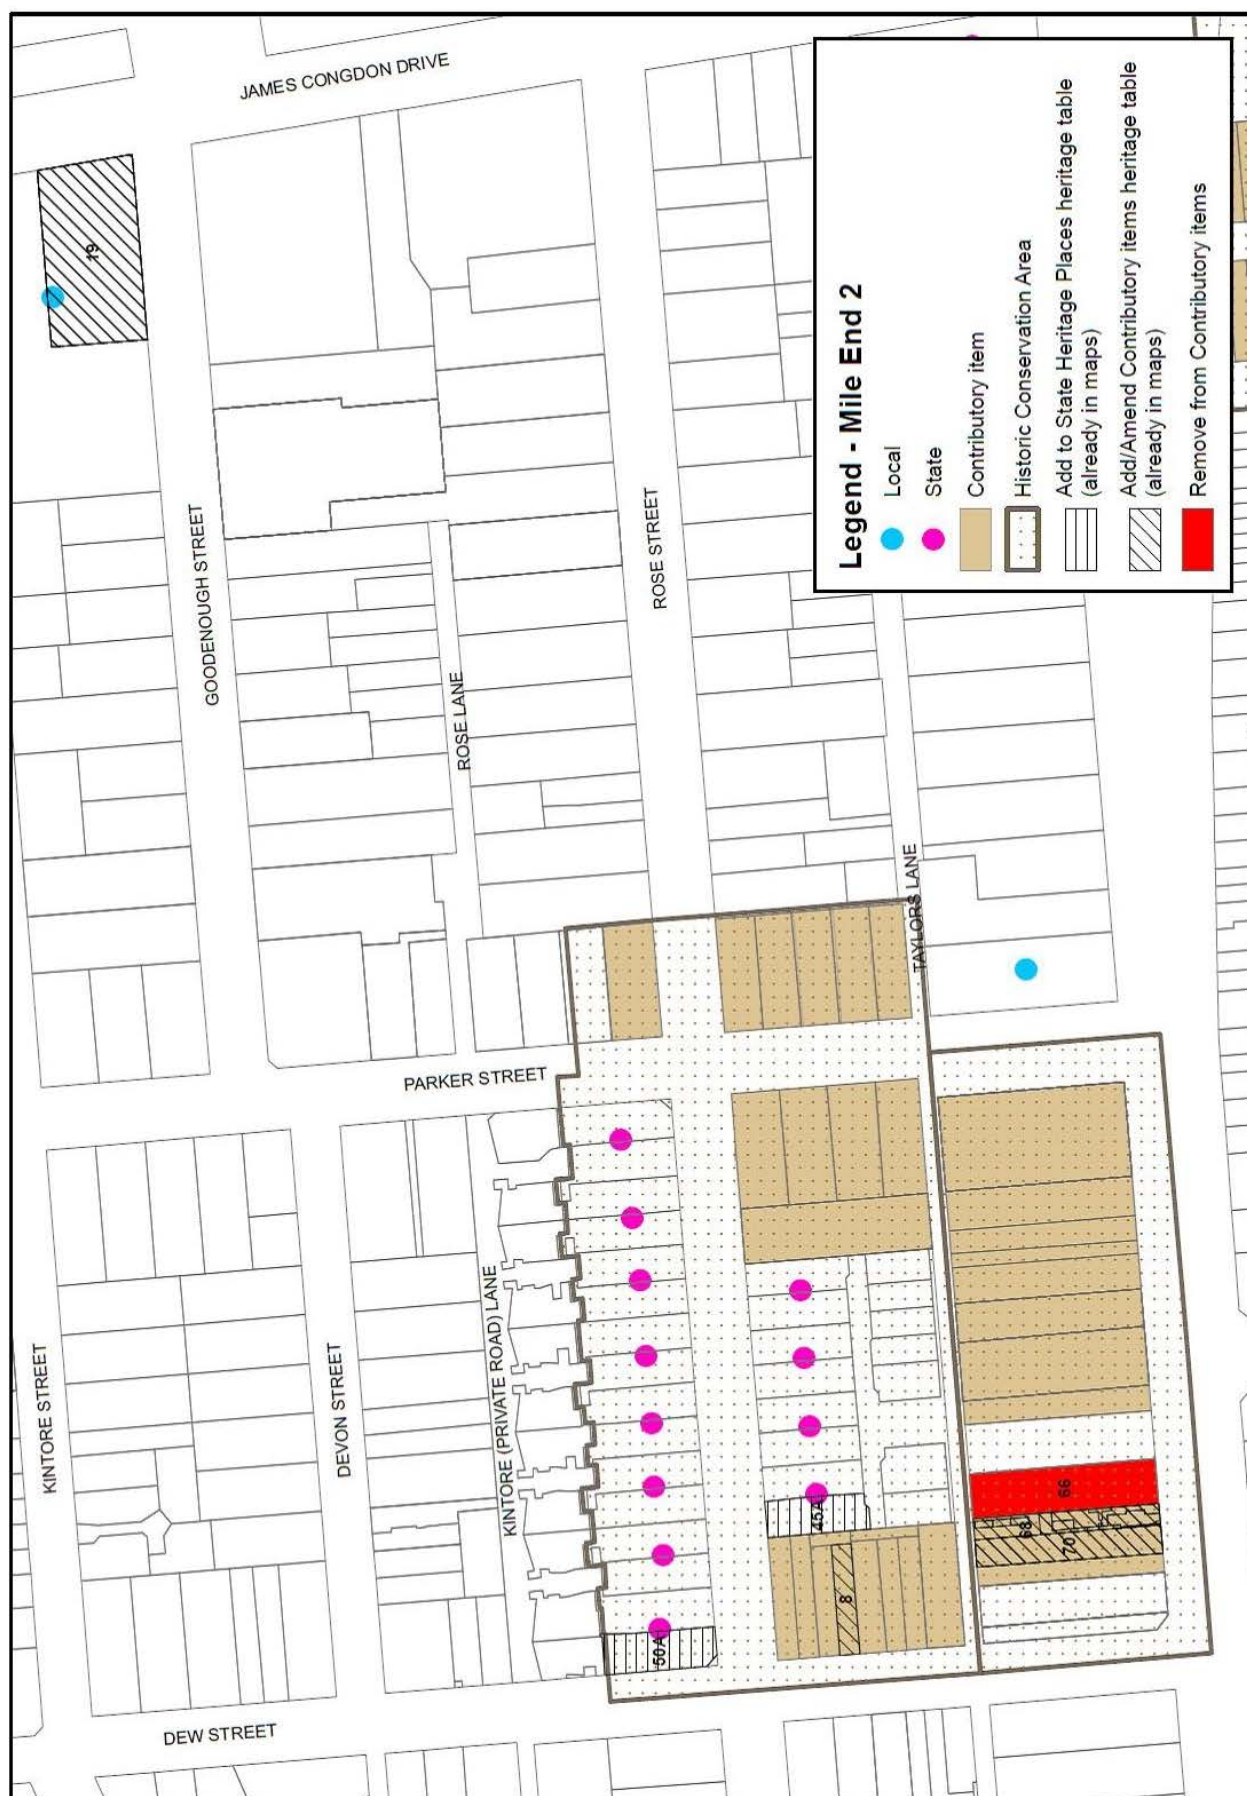 JAMES CONGDON DRIVE
19
GOODENOUGH STREET
ROSE STREET
ROSE LANE
TAYLORS LANE
PARKER STREET
KINTORE STREET
DEVON STREET
KINTORE (PRIVATE ROAD) LANE
DEW STREET
50A
45A
8
66
68
70
Legend - Mile End 2
Local
State
Contributory item
Historic Conservation Area
Add to State Heritage Places heritage table
(already in maps)
Add/Amend Contributory items heritage table
(already in maps)
Remove from Contributory items